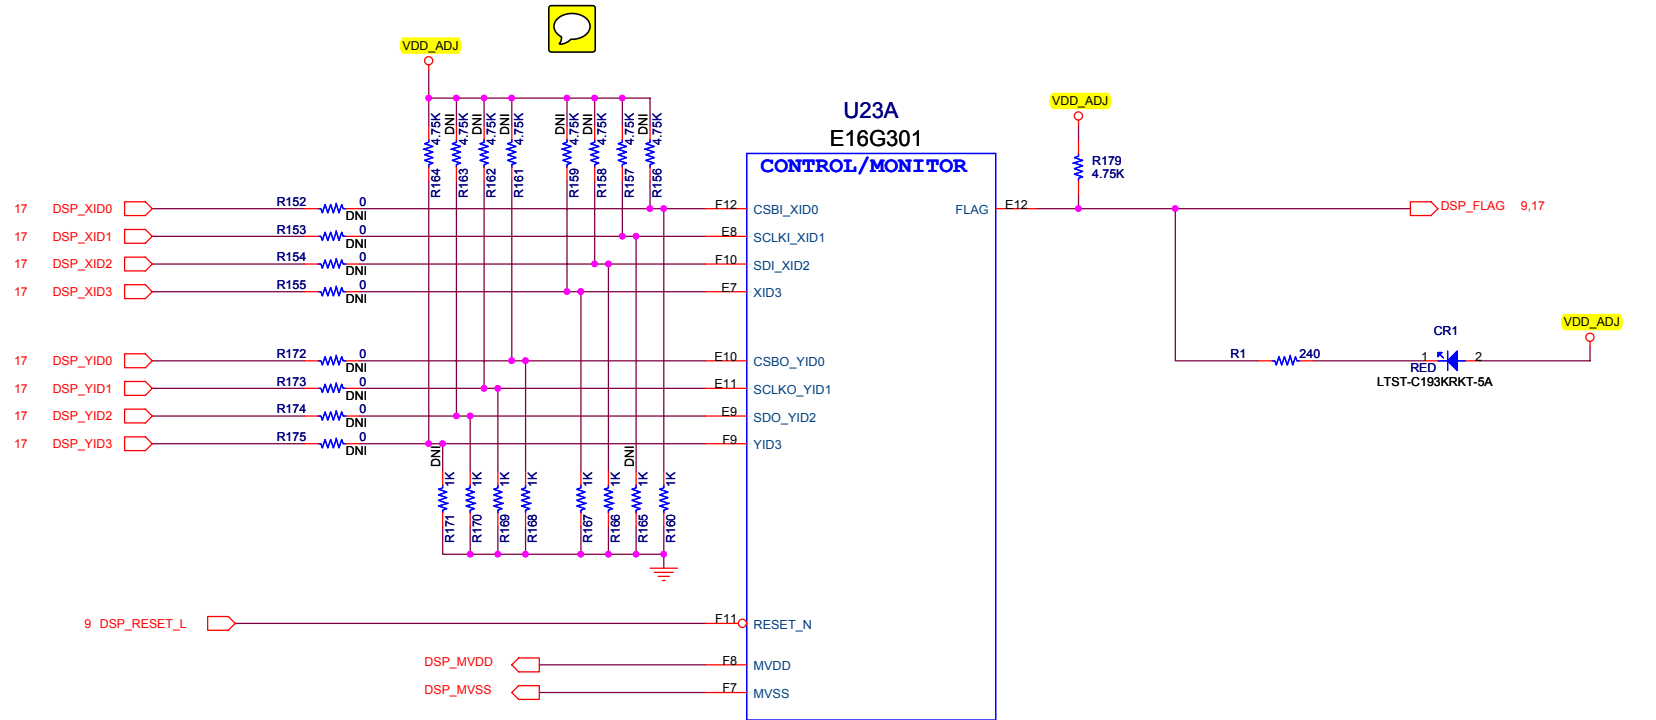 VDD_ADJ
U23A
E16G301
CONTROL/MONITOR
VDD_ADJ
R179
4.75K
4.75K
R164
DNI
4.75K
R163
4.75K
R162
DNI
DNI
4.75K
R161
DNI
4.75K
R159
DNI
4.75K
R158
4.75K
R157
DNI
4.75K
R156
17 DSP_XID0 R152 0 DNI F12 CSBI_XID0
17 DSP_XID1 R153 0 DNI E8 SCLKI_XID1
17 DSP_XID2 R154 0 DNI F10 SDI_XID2
17 DSP_XID3 R155 0 DNI E7 XID3
FLAG E12 DSP_FLAG 9,17
17 DSP_YID0 R172 0 DNI E10 CSBO_YID0
17 DSP_YID1 R173 0 DNI E11 SCLKO_YID1
17 DSP_YID2 R174 0 DNI E9 SDO_YID2
17 DSP_YID3 R175 0 DNI F9 YID3
VDD_ADJ
CR1
R1 240 1 2
RED
LTST-C193KRKT-5A
DNI
1K
R171
1K
R170
1K
R169
1K
R168
1K
R167
1K
R166
DNI
1K
R165
1K
R160
9 DSP_RESET_L F11 RESET_N
DSP_MVDD F8 MVDD
DSP_MVSS F7 MVSS